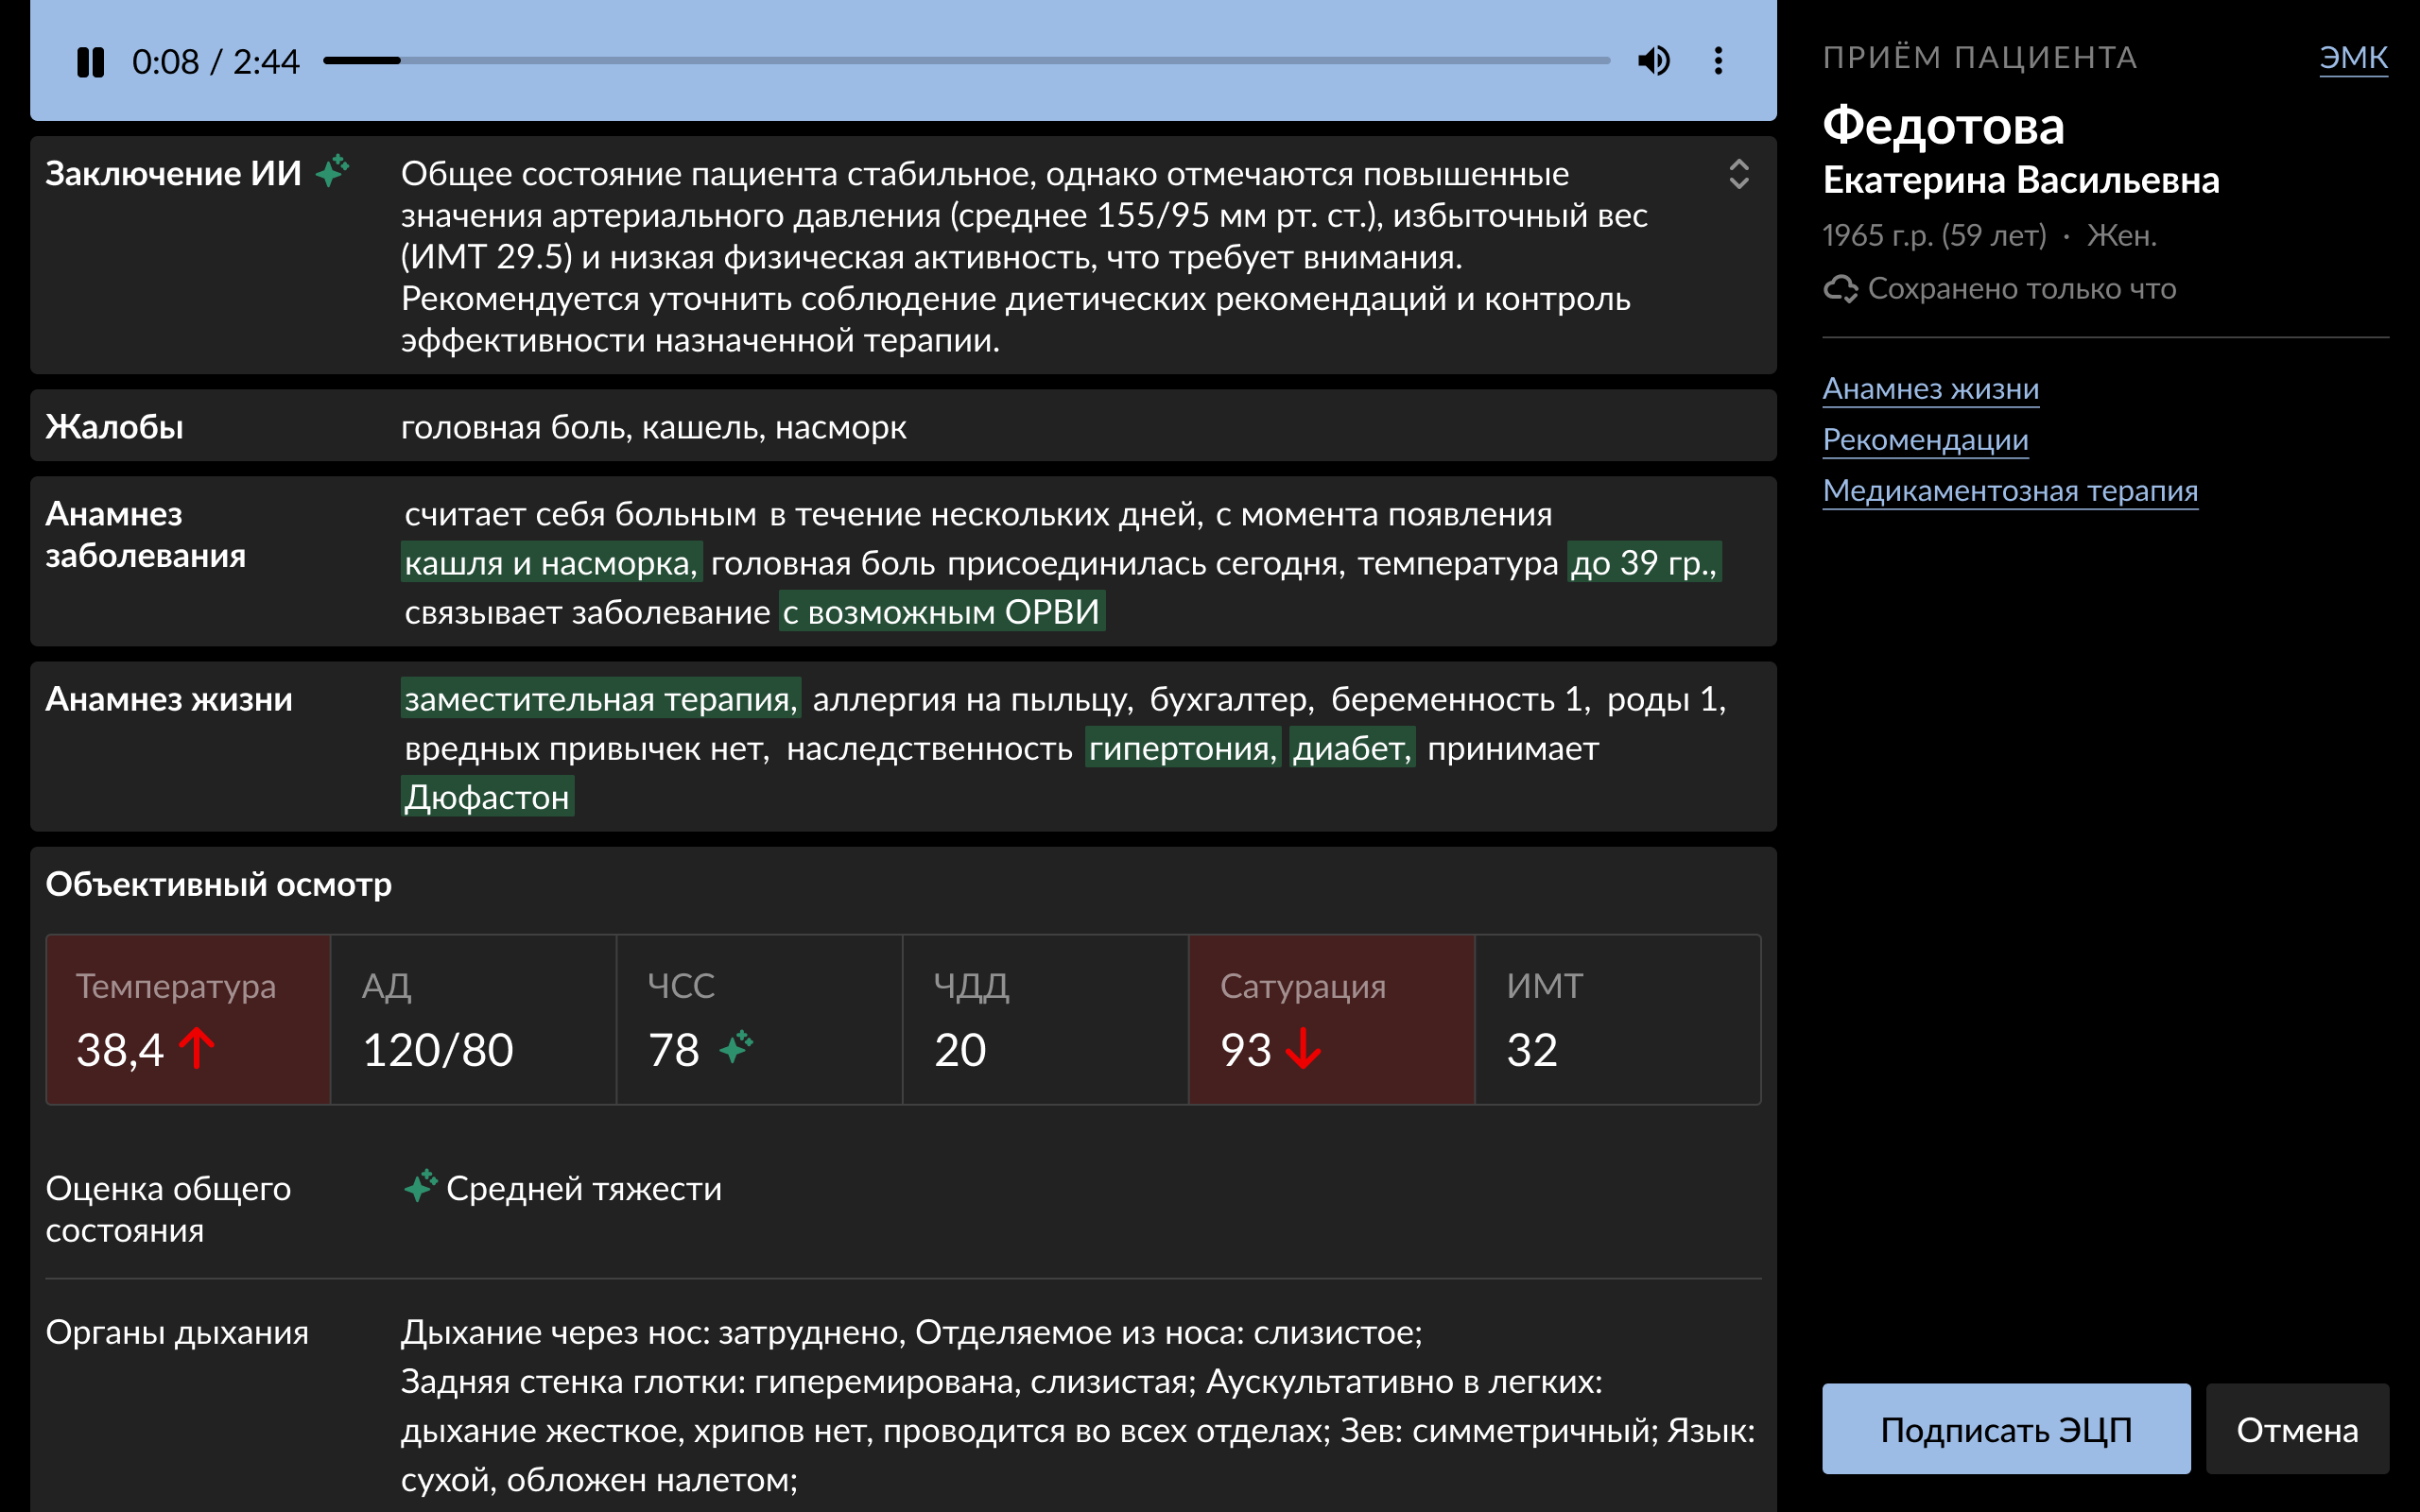 0:08 / 2:44
Заключение ИИ
Общее состояние пациента стабильное, однако отмечаются повышенные
значения артериального давления (среднее 155/95 мм рт. ст.), избыточный вес
(ИМТ 29.5) и низкая физическая активность, что требует внимания.
Рекомендуется уточнить соблюдение диетических рекомендаций и контроль
эффективности назначенной терапии.
Жалобы
головная боль, кашель, насморк
Анамнез
заболевания
считает себя больным в течение нескольких дней, с момента появления
кашля и насморка, головная боль присоединилась сегодня, температура до 39 гр.,
связывает заболевание с возможным ОРВИ
Анамнез жизни
заместительная терапия, аллергия на пыльцу, бухгалтер, беременность 1, роды 1,
вредных привычек нет, наследственность гипертония, диабет, принимает
Дюфастон
Объективный осмотр
Температура
38,4
АД
120/80
ЧСС
78
ЧДД
20
Сатурация
93
ИМТ
32
Оценка общего
состояния
Средней тяжести
Органы дыхания
Дыхание через нос: затруднено, Отделяемое из носа: слизистое;
Задняя стенка глотки: гиперемирована, слизистая; Аускультативно в легких:
дыхание жесткое, хрипов нет, проводится во всех отделах; Зев: симметричный; Язык:
сухой, обложен налетом;
ПРИЁМ ПАЦИЕНТА
ЭМК
Федотова
Екатерина Васильевна
1965 г.р. (59 лет) · Жен.
Сохранено только что
Анамнез жизни
Рекомендации
Медикаментозная терапия
Подписать ЭЦП
Отмена